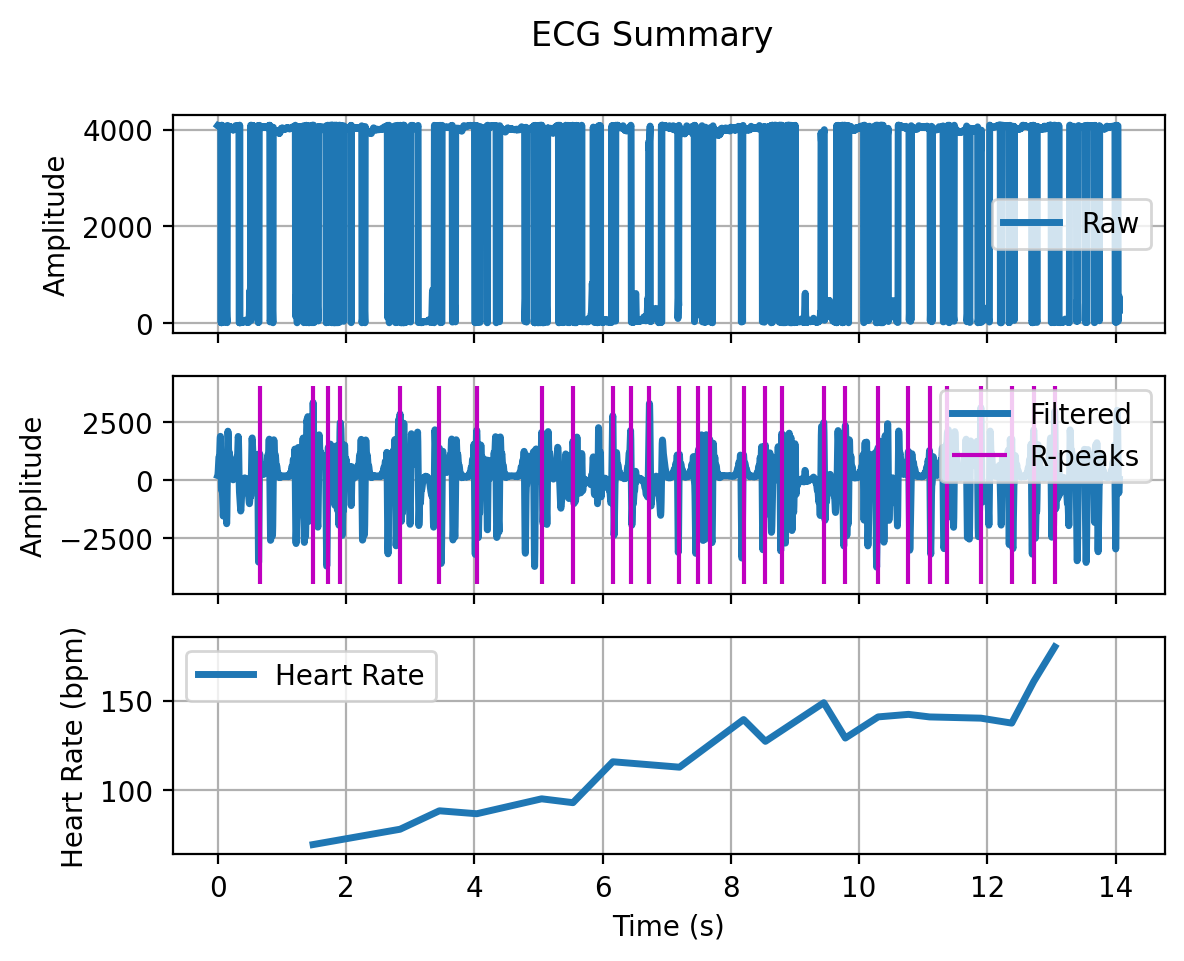 ECG Summary
4000
2000
0
Amplitude
Raw
2500
0
−2500
Amplitude
Filtered
R-peaks
150
100
Heart Rate (bpm)
Heart Rate
0 2 4 6 8 10 12 14
Time (s)